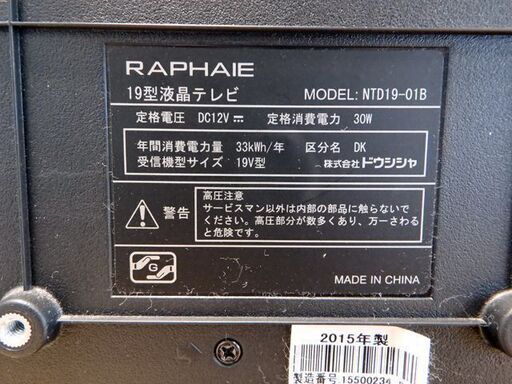 RAPHAIE
19型液晶テレビ MODEL: NTD19-01B
定格電圧 DC12V⎓ 定格消費電力 30W
年間消費電力量 33kWh/年 区分名 DK
受信機型サイズ 19V型 株式会社ドウシシャ
警告
高圧注意
サービスマン以外は内部の部品に触らないで
ください。高圧部分が数多くあり、万一さわる
と危険です。
G
MADE IN CHINA
2015年製
製造番号:15500234